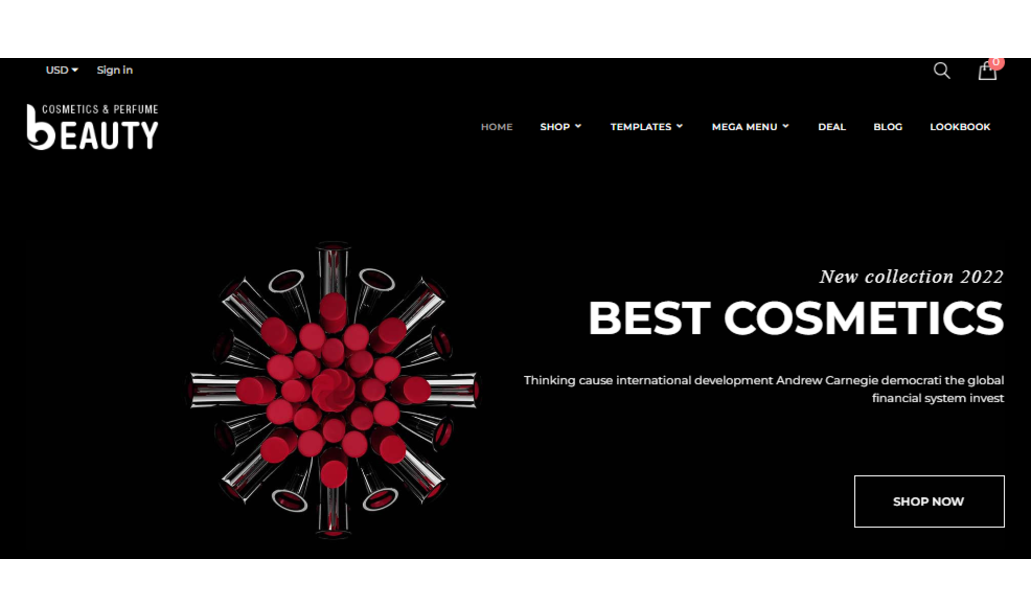 USD Sign in
0
COSMETICS & PERFUME
bEAUTY
HOME SHOP TEMPLATES MEGA MENU DEAL BLOG LOOKBOOK
New collection 2022
BEST COSMETICS
Thinking cause international development Andrew Carnegie democrati the global
financial system invest
SHOP NOW